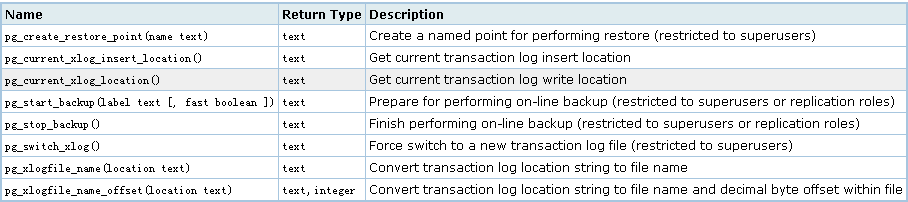 Name Return Type Description
pg_create_restore_point(name text) text Create a named point for performing restore (restricted to superusers)
pg_current_xlog_insert_location() text Get current transaction log insert location
pg_current_xlog_location() text Get current transaction log write location
pg_start_backup(label text [, fast boolean ]) text Prepare for performing on-line backup (restricted to superusers or replication roles)
pg_stop_backup() text Finish performing on-line backup (restricted to superusers or replication roles)
pg_switch_xlog() text Force switch to a new transaction log file (restricted to superusers)
pg_xlogfile_name(location text) text Convert transaction log location string to file name
pg_xlogfile_name_offset(location text) text, integer Convert transaction log location string to file name and decimal byte offset within file